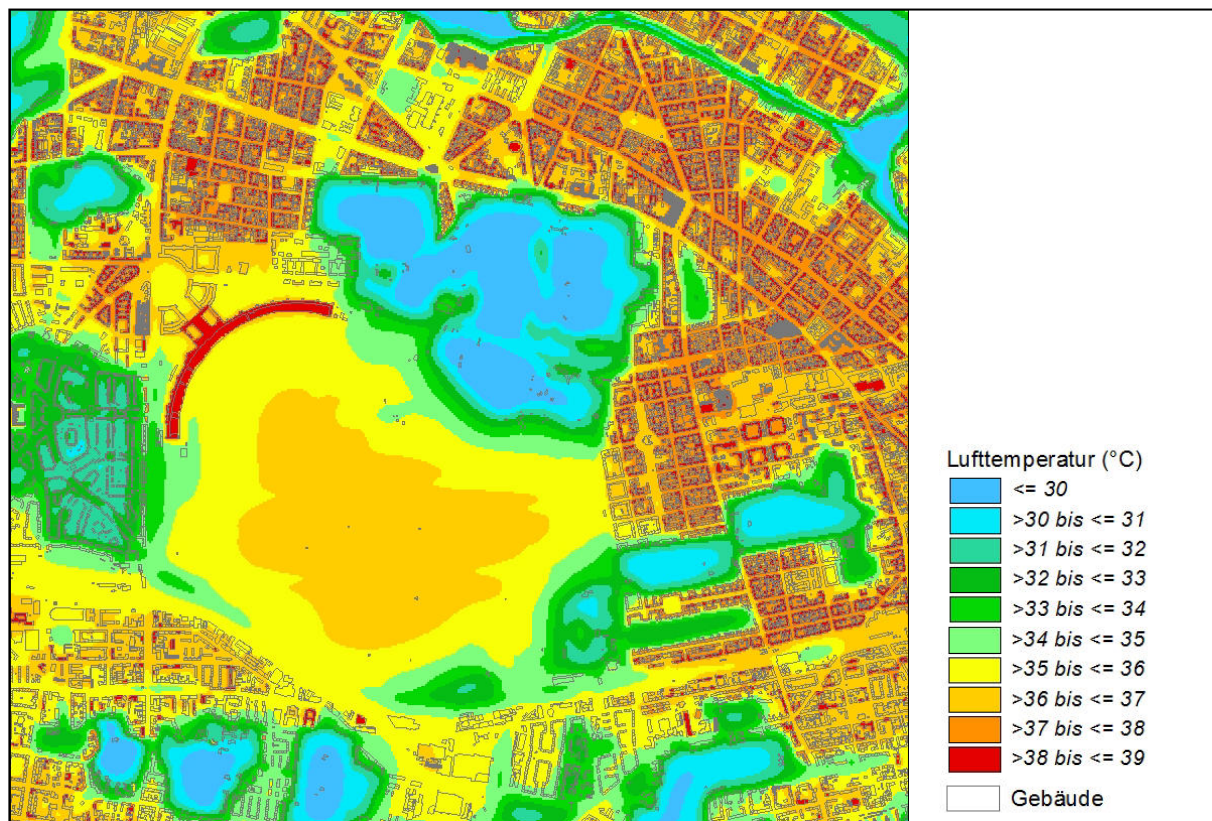 Lufttemperatur (°C)
<= 30
>30 bis <= 31
>31 bis <= 32
>32 bis <= 33
>33 bis <= 34
>34 bis <= 35
>35 bis <= 36
>36 bis <= 37
>37 bis <= 38
>38 bis <= 39
Gebäude